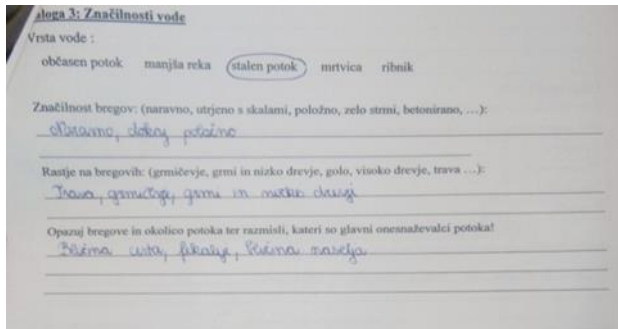 aloga 3: Značilnosti vode
Vrsta vode :
občasen potok manjša reka stalen potok mrtvica ribnik
Značilnost bregov: (naravno, utrjeno s skalami, položno, zelo strmi, betonirano, …):
Naravno, dokaj položno
Rastje na bregovih: (grmičevje, grmi in nizko drevje, golo, visoko drevje, trava …):
Trava, grmičevje, grmi in nizko drevje
Opazuj bregove in okolico potoka ter razmisli, kateri so glavni onesnaževalci potoka!
Bližina cesta, fekalije, bližina naselja